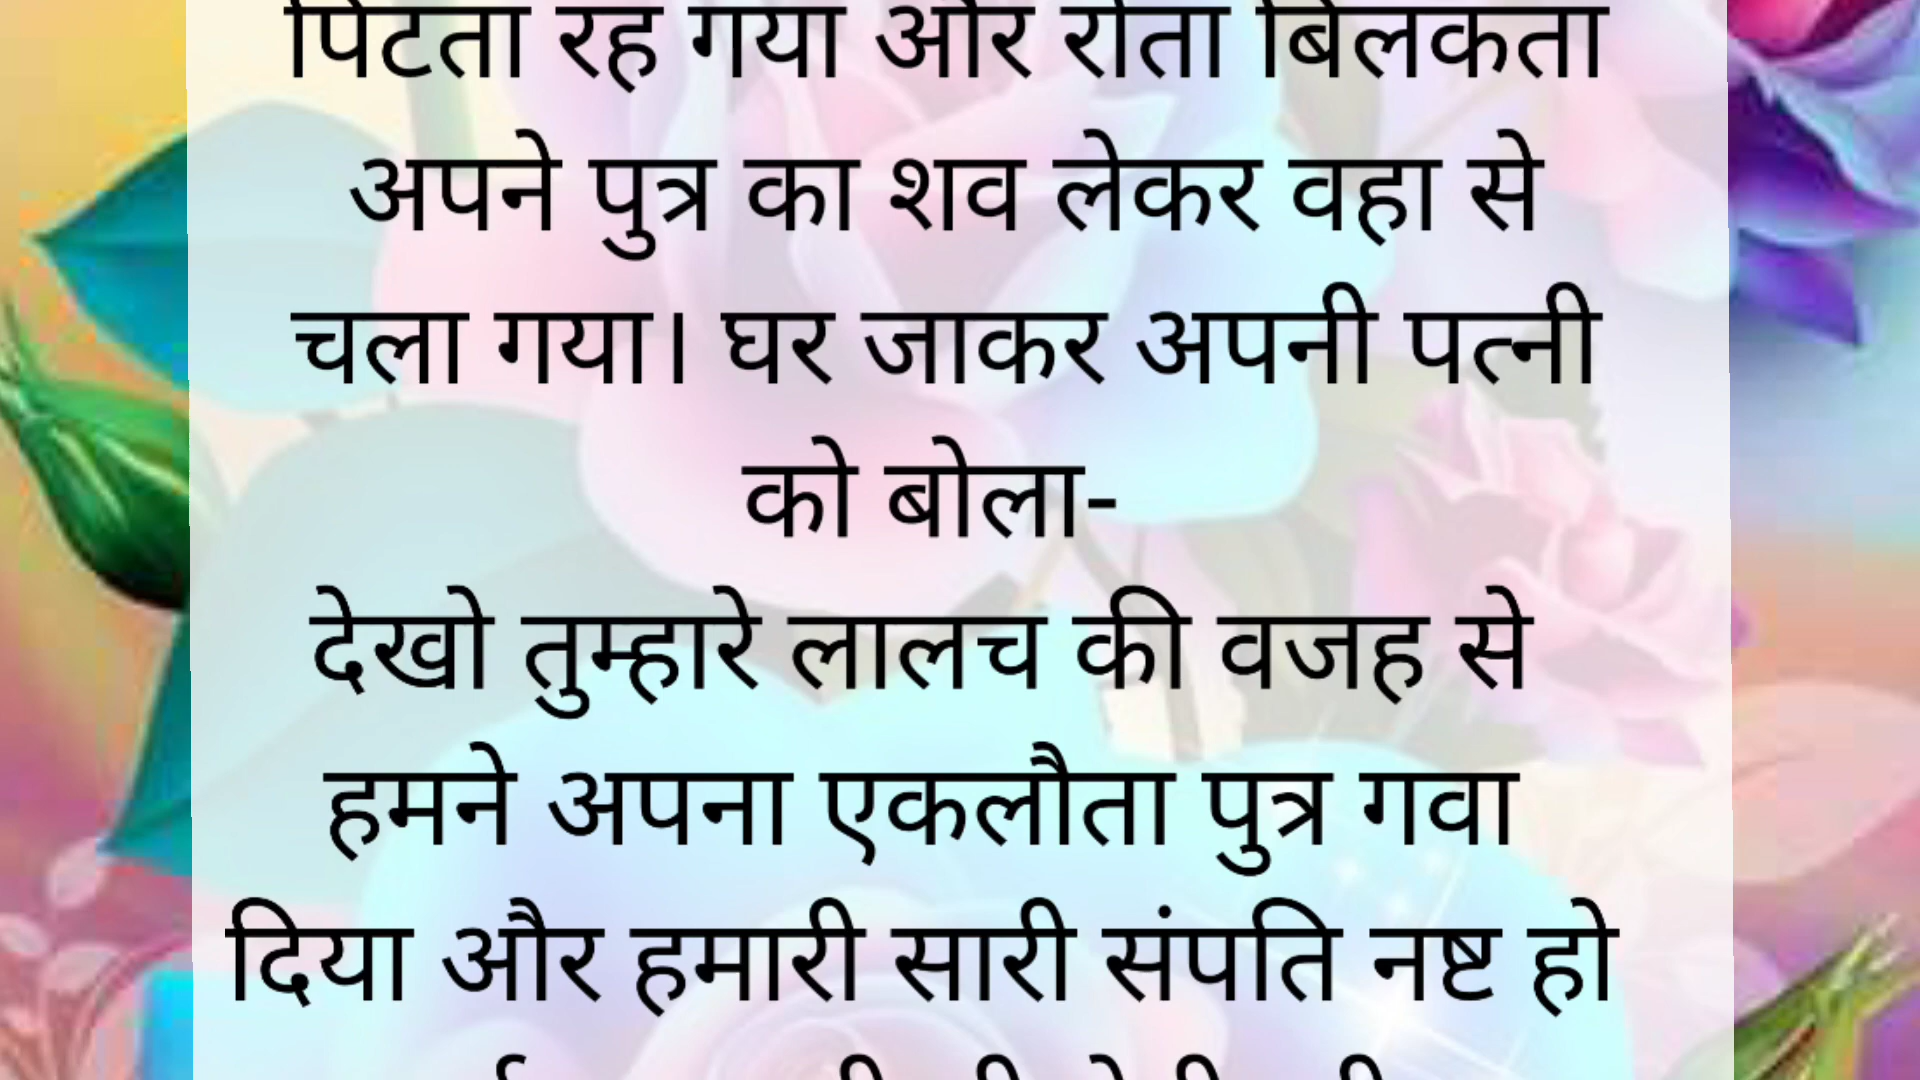 पिटता रह गया और रोता बिलकता
अपने पुत्र का शव लेकर वहा से
चला गया। घर जाकर अपनी पत्नी
को बोला-
देखो तुम्हारे लालच की वजह से
हमने अपना एकलौता पुत्र गवा
दिया और हमारी सारी संपति नष्ट हो